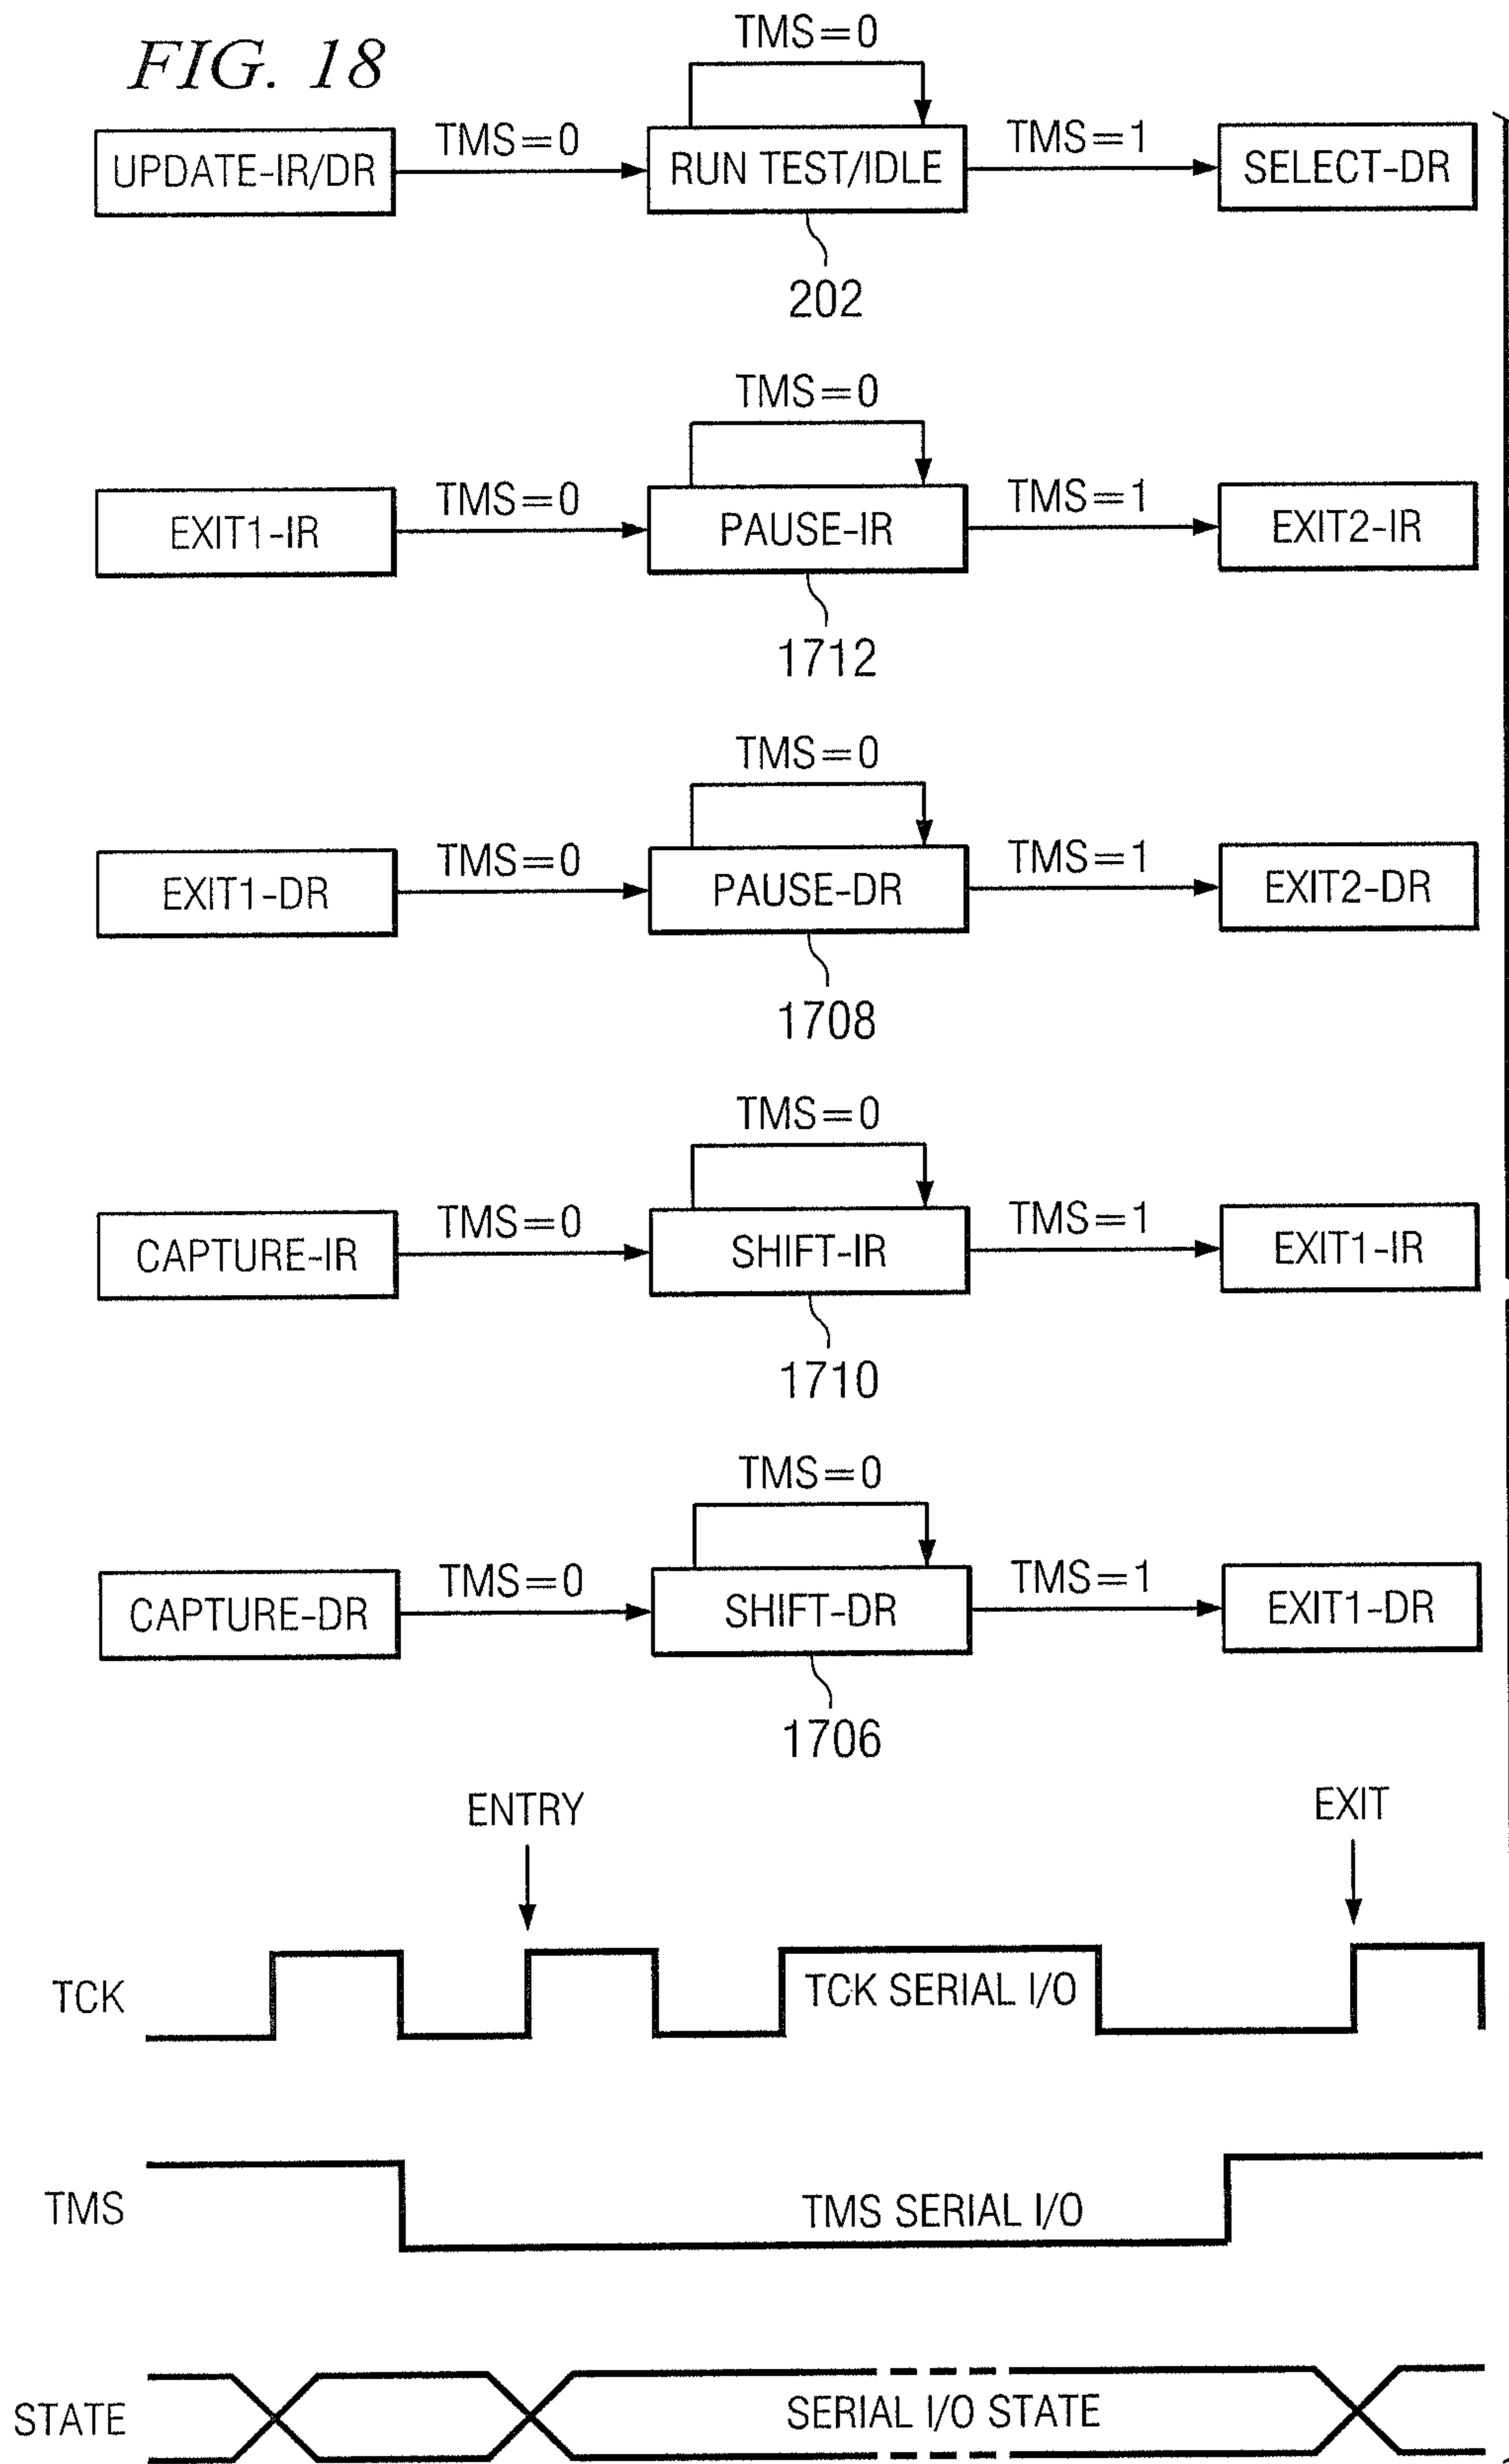 FIG. 18
TMS=0
UPDATE-IR/DR TMS=0 RUN TEST/IDLE TMS=1 SELECT-DR
202
TMS=0
EXIT1-IR TMS=0 PAUSE-IR TMS=1 EXIT2-IR
1712
TMS=0
EXIT1-DR TMS=0 PAUSE-DR TMS=1 EXIT2-DR
1708
TMS=0
CAPTURE-IR TMS=0 SHIFT-IR TMS=1 EXIT1-IR
1710
TMS=0
CAPTURE-DR TMS=0 SHIFT-DR TMS=1 EXIT1-DR
1706
ENTRY EXIT
TCK TCK SERIAL I/O
TMS TMS SERIAL I/O
STATE SERIAL I/O STATE